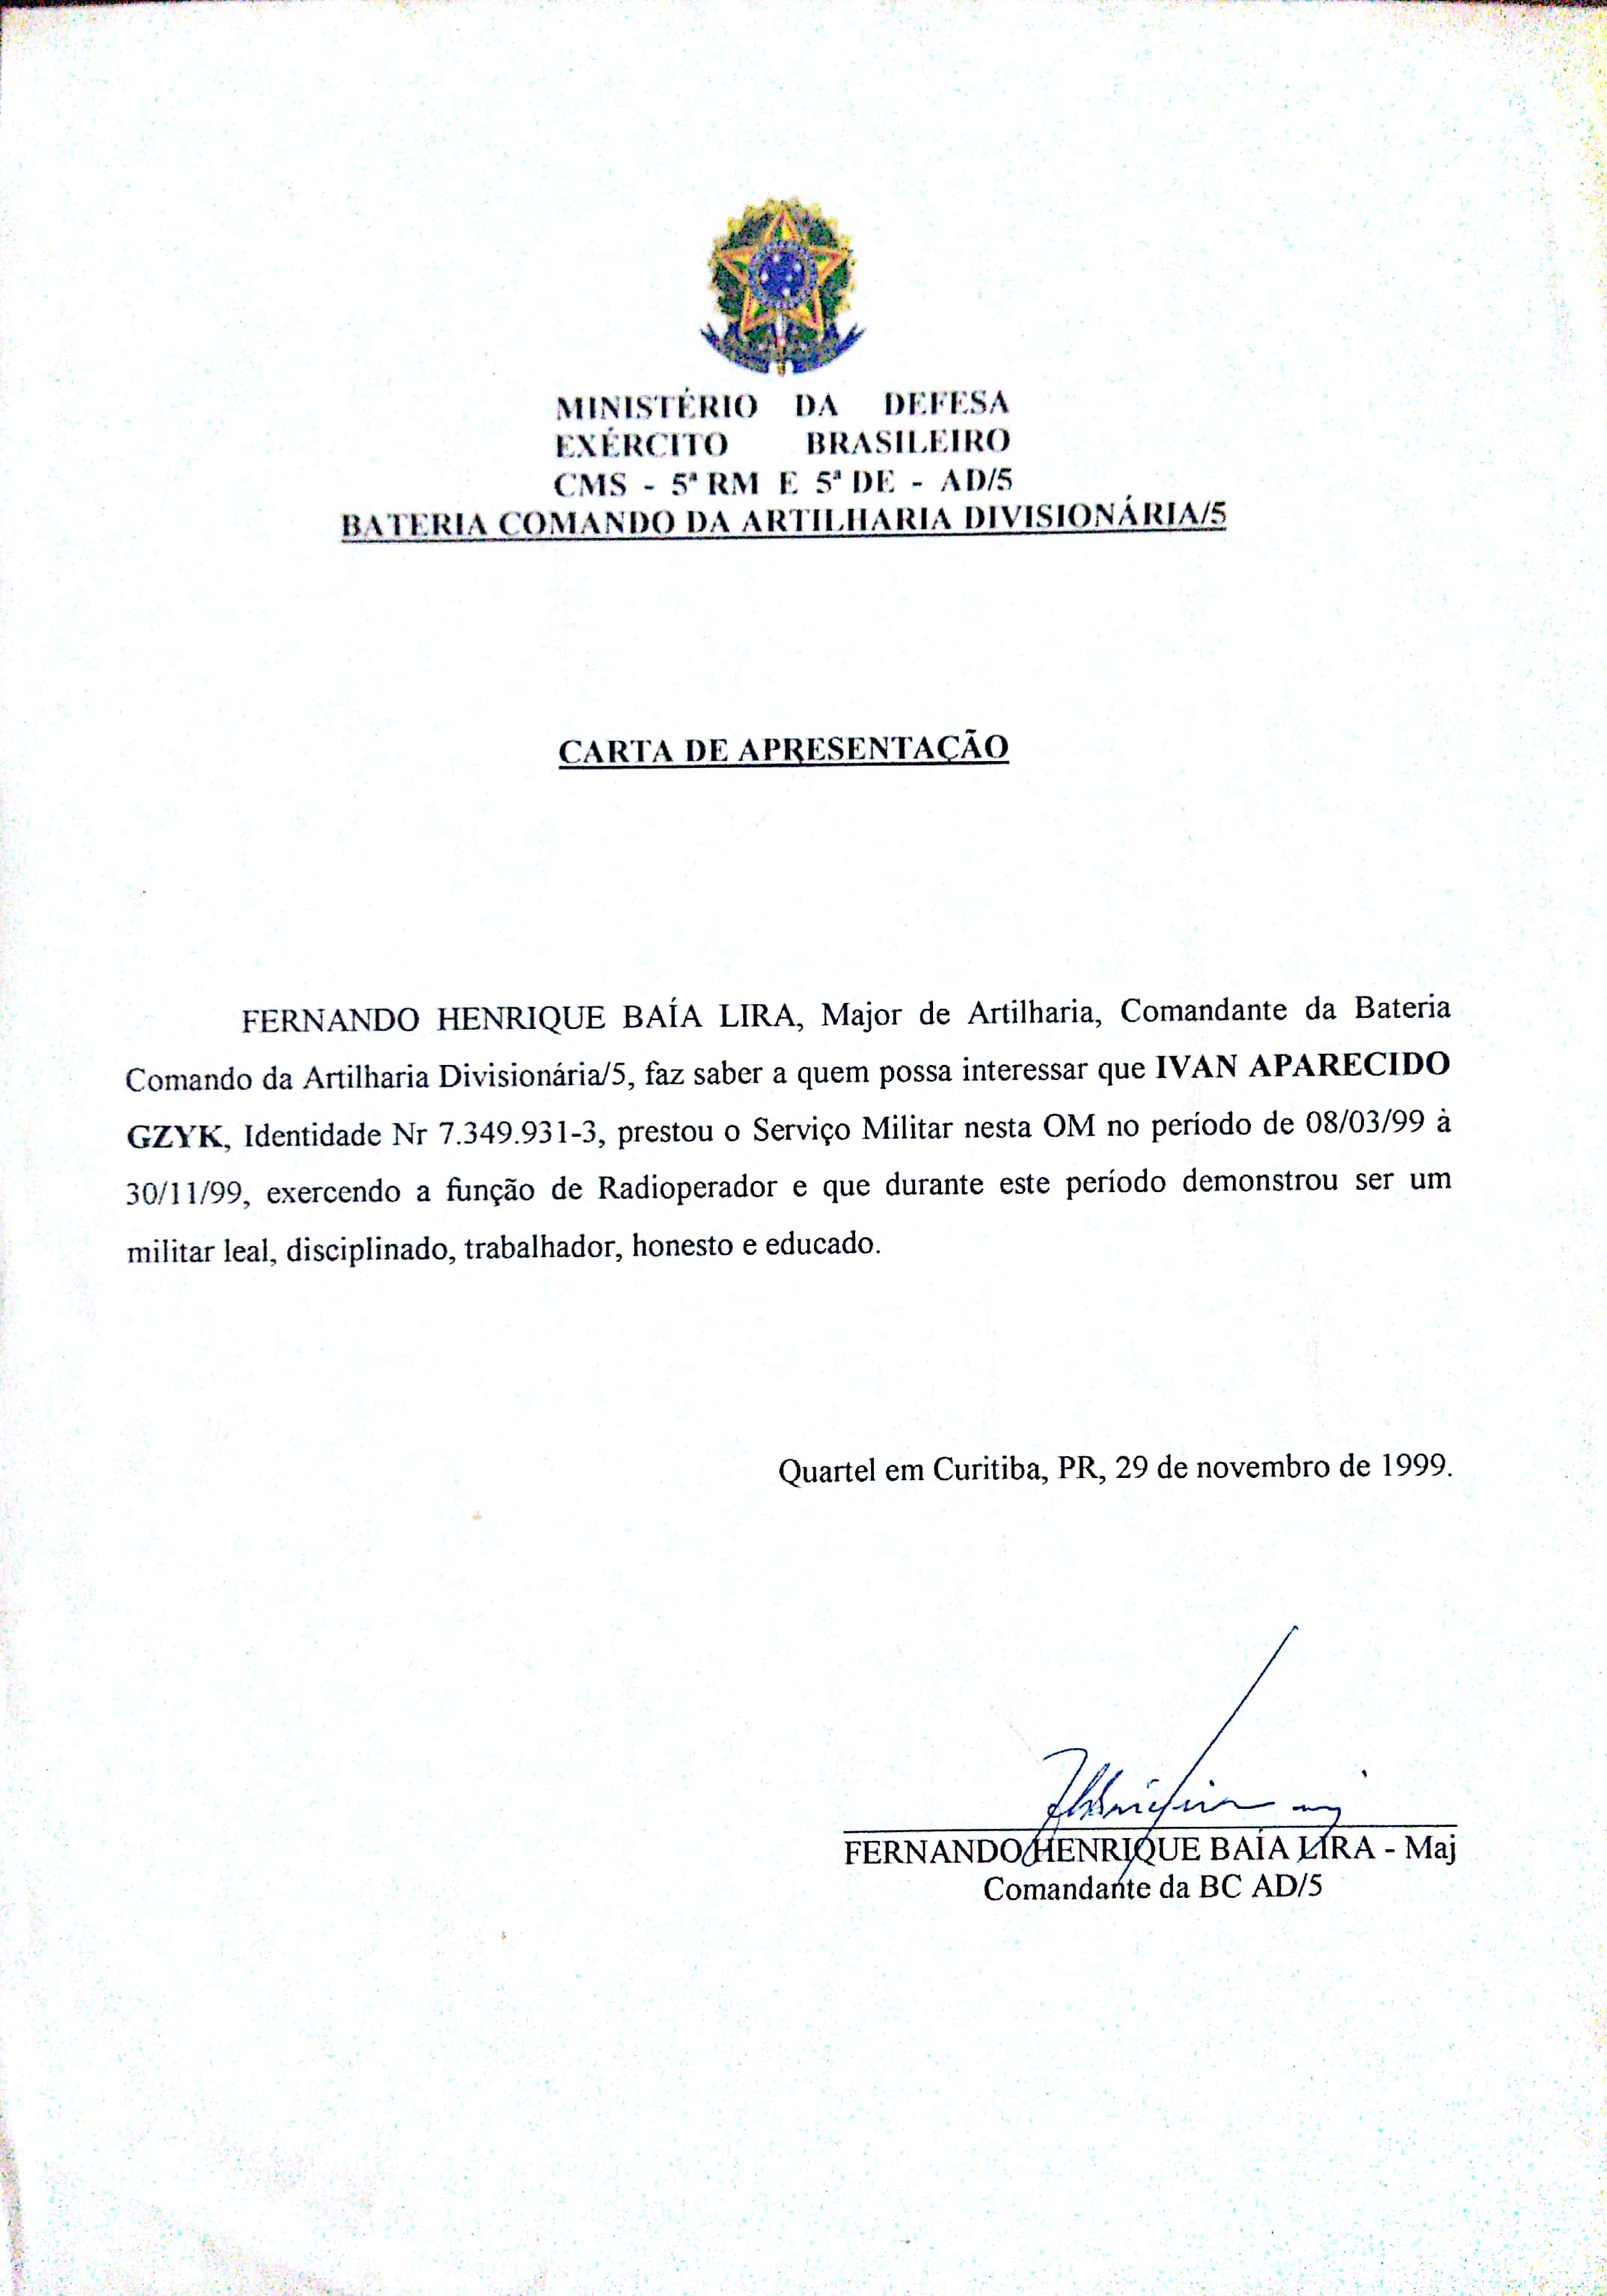 MINISTÉRIO DA DEFESA
EXÉRCITO BRASILEIRO
CMS - 5ª RM E 5ª DE - AD/5
BATERIA COMANDO DA ARTILHARIA DIVISIONÁRIA/5
CARTA DE APRESENTAÇÃO
FERNANDO HENRIQUE BAÍA LIRA, Major de Artilharia, Comandante da Bateria
Comando da Artilharia Divisionária/5, faz saber a quem possa interessar que IVAN APARECIDO
GZYK, Identidade Nr 7.349.931-3, prestou o Serviço Militar nesta OM no período de 08/03/99 à
30/11/99, exercendo a função de Radioperador e que durante este período demonstrou ser um
militar leal, disciplinado, trabalhador, honesto e educado.
Quartel em Curitiba, PR, 29 de novembro de 1999.
FERNANDO HENRIQUE BAÍA LIRA - Maj
Comandante da BC AD/5